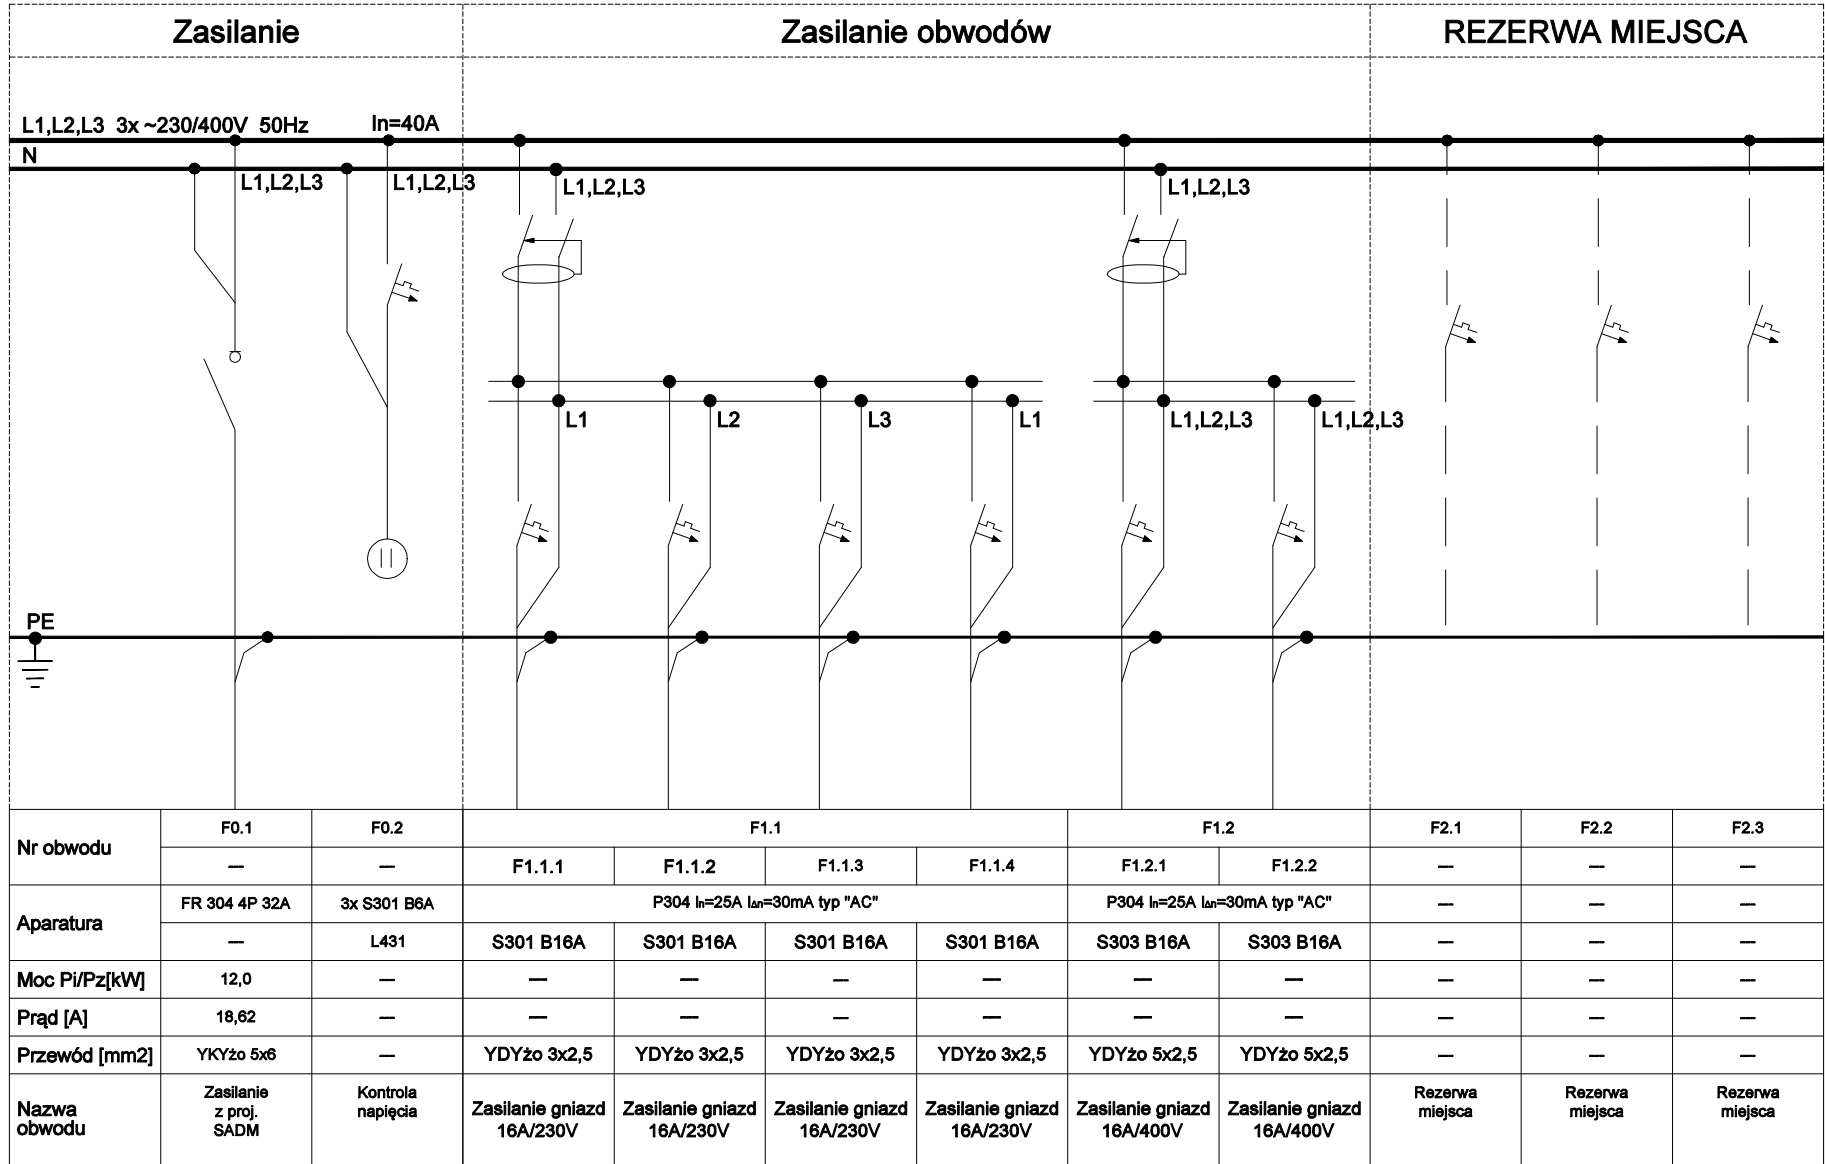 Zasilanie Zasilanie obwodów REZERWA MIEJSCA
L1,L2,L3 3x ~230/400V 50Hz In=40A
N
L1,L2,L3 L1,L2,L3 L1,L2,L3 L1,L2,L3
L1 L2 L3 L1 L1,L2,L3 L1,L2,L3
PE
Nr obwodu F0.1 F0.2 F1.1 F1.2 F2.1 F2.2 F2.3
— — F1.1.1 F1.1.2 F1.1.3 F1.1.4 F1.2.1 F1.2.2 — — —
Aparatura FR 304 4P 32A 3x S301 B6A P304 In=25A IΔn=30mA typ "AC" P304 In=25A IΔn=30mA typ "AC" — — —
— L431 S301 B16A S301 B16A S301 B16A S301 B16A S303 B16A S303 B16A — — —
Moc Pi/Pz[kW] 12,0 — — — — — — — — — —
Prąd [A] 18,62 — — — — — — — — — —
Przewód [mm2] YKYżo 5x6 — YDYżo 3x2,5 YDYżo 3x2,5 YDYżo 3x2,5 YDYżo 3x2,5 YDYżo 5x2,5 YDYżo 5x2,5 — — —
Nazwa obwodu
Zasilanie
z proj.
SADM
Kontrola
napięcia
Zasilanie gniazd
16A/230V
Zasilanie gniazd
16A/230V
Zasilanie gniazd
16A/230V
Zasilanie gniazd
16A/230V
Zasilanie gniazd
16A/400V
Zasilanie gniazd
16A/400V
Rezerwa
miejsca
Rezerwa
miejsca
Rezerwa
miejsca